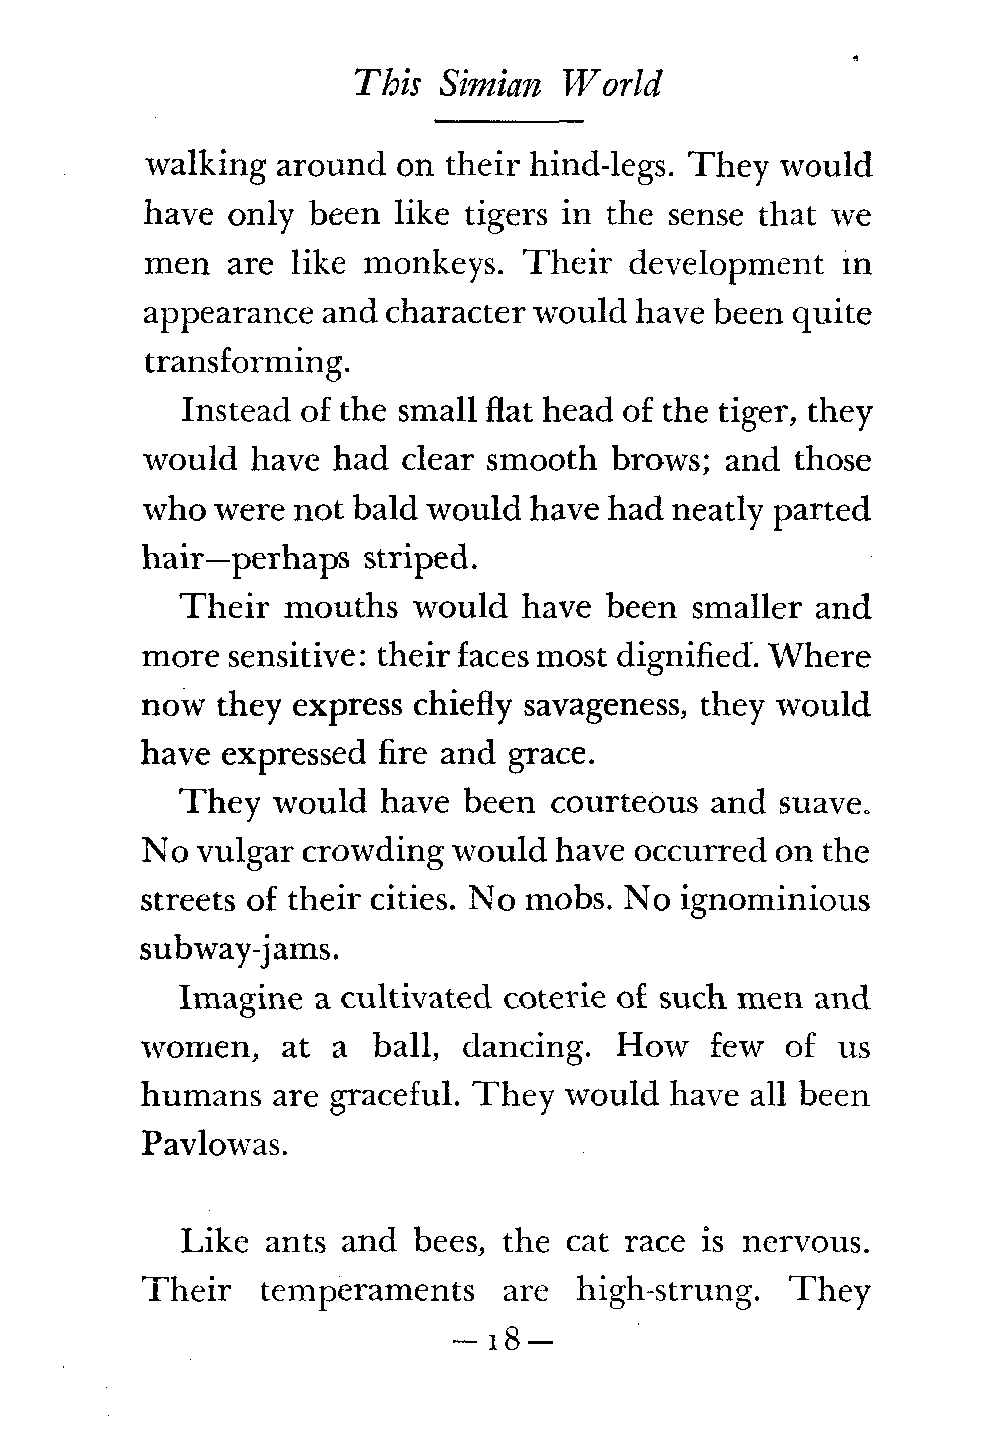 This Simian World
walking around on their hind-legs. They would
have only been like tigers in the sense that we
men are like monkeys. Their development in
appearance and character would have been quite
transforming.
Instead of the small flat head of the tiger, they
would have had clear smooth brows; and those
who were not bald would have had neatly parted
hair—perhaps striped.
Their mouths would have been smaller and
more sensitive: their faces most dignified. Where
now they express chiefly savageness, they would
have expressed fire and grace.
They would have been courteous and suave.
No vulgar crowding would have occurred on the
streets of their cities. No mobs. No ignominious
subway-jams.
Imagine a cultivated coterie of such men and
women, at a ball, dancing. How few of us
humans are graceful. They would have all been
Pavlowas.
Like ants and bees, the cat race is nervous.
Their temperaments are high-strung. They
—18—